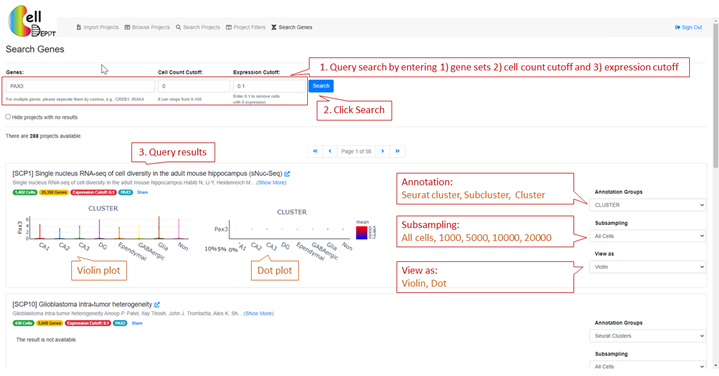 Cell
DEPOT
Import Projects Browse Projects Search Projects Project Filters Search Genes
Sign Out
Search Genes
1. Query search by entering 1) gene sets 2) cell count cutoff and 3) expression cutoff
Genes: Cell Count Cutoff: Expression Cutoff:
PAX3 0 0.1 Search
For multiple genes, please separate them by comma, e.g., CREB1, IRAK4 It can range from 0-100 Enter 0.1 to remove cells
with 0 expression.
2. Click Search
Hide projects with no results
There are 288 projects available.
3. Query results
Page 1 of 58
[SCP1] Single nucleus RNA-seq of cell diversity in the adult mouse hippocampus (sNuc-Seq)
Single nucleus RNA-seq of cell diversity in the adult mouse hippocampus.Habib N, Li Y, Heidenreich M... (Show More)
1,402 Cells 25,392 Genes Expression Cutoff: 0.1 PAX3 Share
CLUSTER
Pax3
6
4
2
0
CA1 CA2 CA3 DG Ependymal GABAergic Glia Non
Violin plot
CLUSTER
Pax3
10% 5% 0%
CA1 CA2 CA3 DG Ependymal GABAergic Glia Non
mean
Dot plot
Annotation:
Seurat cluster, Subcluster, Cluster
Subsampling:
All cells, 1000, 5000, 10000, 20000
View as:
Violin, Dot
Annotation Groups
CLUSTER
Subsampling:
All Cells
View as
Violin
[SCP10] Glioblastoma intra-tumor heterogeneity
Glioblastoma intra-tumor heterogeneity Anoop P. Patel, Itay Tirosh, John J. Trombetta, Alex K. Sh... (Show More)
430 Cells 5,948 Genes Expression Cutoff: 0.1 PAX3 Share
The result is not available.
Annotation Groups
Seurat Clusters
Subsampling
All Cells